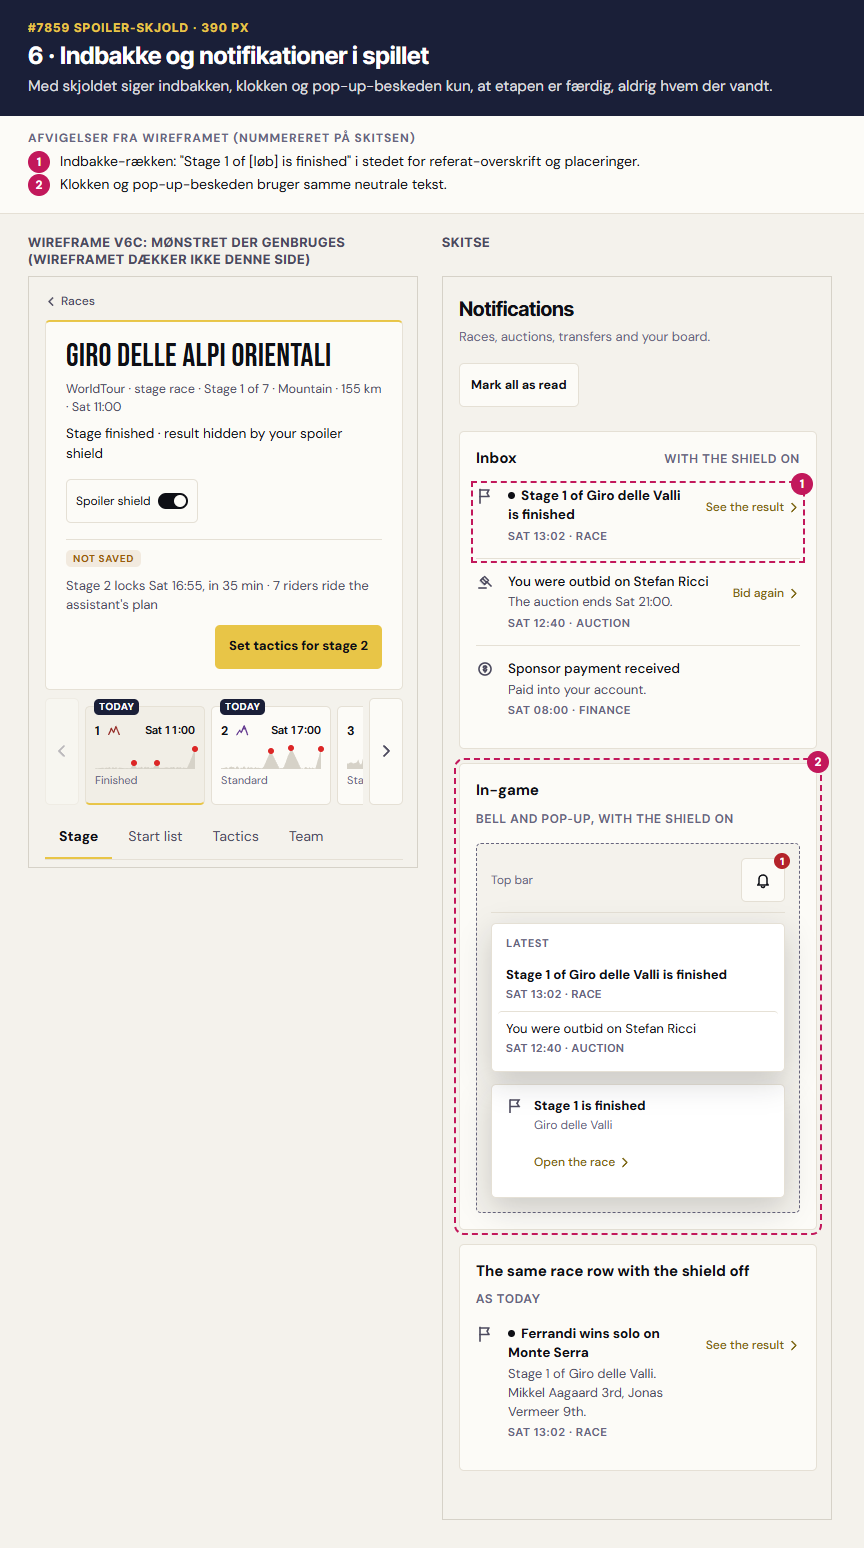 #7859 SPOILER-SKJOLD · 390 PX
6 · Indbakke og notifikationer i spillet
Med skjoldet siger indbakken, klokken og pop-up-beskeden kun, at etapen er færdig, aldrig hvem der vandt.
AFVIGELSER FRA WIREFRAMET (NUMMERERET PÅ SKITSEN)
1 Indbakke-rækken: "Stage 1 of [løb] is finished" i stedet for referat-overskrift og placeringer.
2 Klokken og pop-up-beskeden bruger samme neutrale tekst.
WIREFRAME V6C: MØNSTRET DER GENBRUGES
(WIREFRAMET DÆKKER IKKE DENNE SIDE)
Races
GIRO DELLE ALPI ORIENTALI
WorldTour · stage race · Stage 1 of 7 · Mountain · 155 km
· Sat 11:00
Stage finished · result hidden by your spoiler
shield
Spoiler shield
NOT SAVED
Stage 2 locks Sat 16:55, in 35 min · 7 riders ride the
assistant's plan
Set tactics for stage 2
TODAY
1 Sat 11:00
Finished
TODAY
2 Sat 17:00
Standard
3
Sta
Stage Start list Tactics Team
SKITSE
Notifications
Races, auctions, transfers and your board.
Mark all as read
Inbox WITH THE SHIELD ON
1
Stage 1 of Giro delle Valli
is finished
See the result
SAT 13:02 · RACE
You were outbid on Stefan Ricci
The auction ends Sat 21:00.
Bid again
SAT 12:40 · AUCTION
Sponsor payment received
Paid into your account.
SAT 08:00 · FINANCE
2
In-game
BELL AND POP-UP, WITH THE SHIELD ON
Top bar
1
LATEST
Stage 1 of Giro delle Valli is finished
SAT 13:02 · RACE
You were outbid on Stefan Ricci
SAT 12:40 · AUCTION
Stage 1 is finished
Giro delle Valli
Open the race
The same race row with the shield off
AS TODAY
Ferrandi wins solo on
Monte Serra
See the result
Stage 1 of Giro delle Valli.
Mikkel Aagaard 3rd, Jonas
Vermeer 9th.
SAT 13:02 · RACE